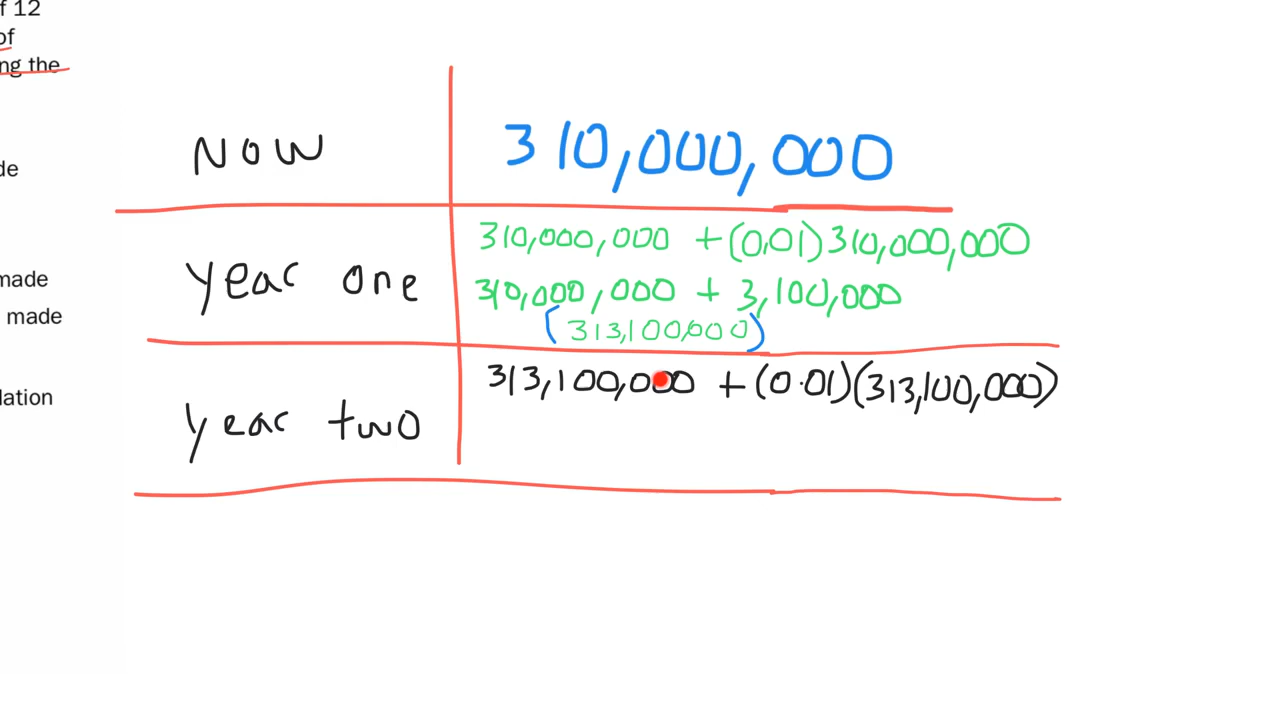 f 12
of
ng the
de
made
made
lation
Now
310,000,000
year one
310,000,000 + (0.01) 310,000,000
310,000,000 + 3,100,000
(313,100,000)
year two
313,100,000 + (0.01)(313,100,000)